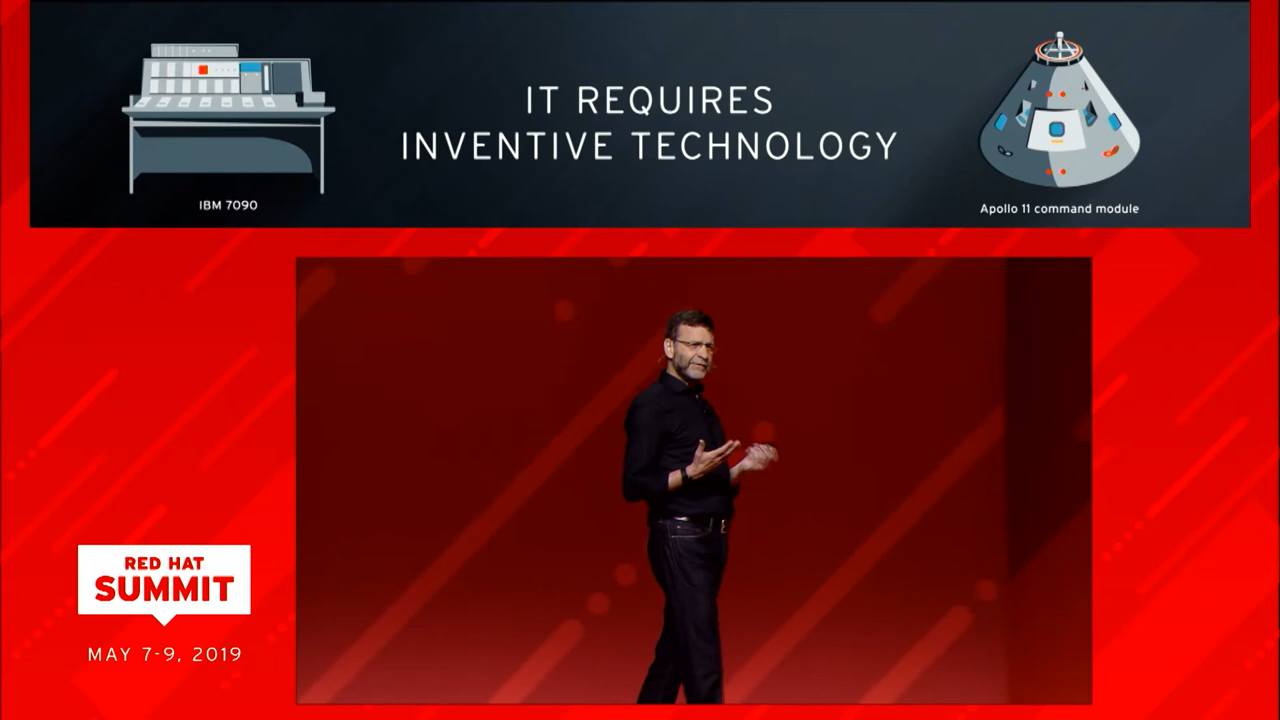 IT REQUIRES
INVENTIVE TECHNOLOGY
IBM 7090
Apollo 11 command module
RED HAT
SUMMIT
MAY 7-9, 2019